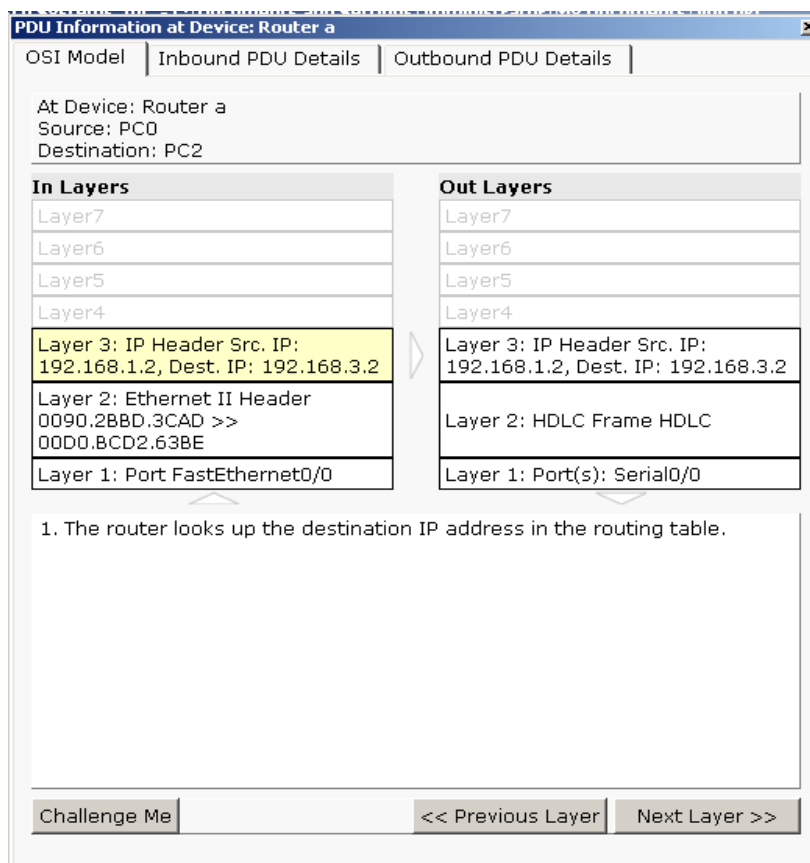 PDU Information at Device: Router a
OSI Model
Inbound PDU Details
Outbound PDU Details
At Device: Router a
Source: PC0
Destination: PC2
In Layers
Layer7
Layer6
Layer5
Layer4
Layer 3: IP Header Src. IP:
192.168.1.2, Dest. IP: 192.168.3.2
Layer 2: Ethernet II Header
0090.2BBD.3CAD >>
00D0.BCD2.63BE
Layer 1: Port FastEthernet0/0
Out Layers
Layer7
Layer6
Layer5
Layer4
Layer 3: IP Header Src. IP:
192.168.1.2, Dest. IP: 192.168.3.2
Layer 2: HDLC Frame HDLC
Layer 1: Port(s): Serial0/0
1. The router looks up the destination IP address in the routing table.
Challenge Me
<< Previous Layer
Next Layer >>